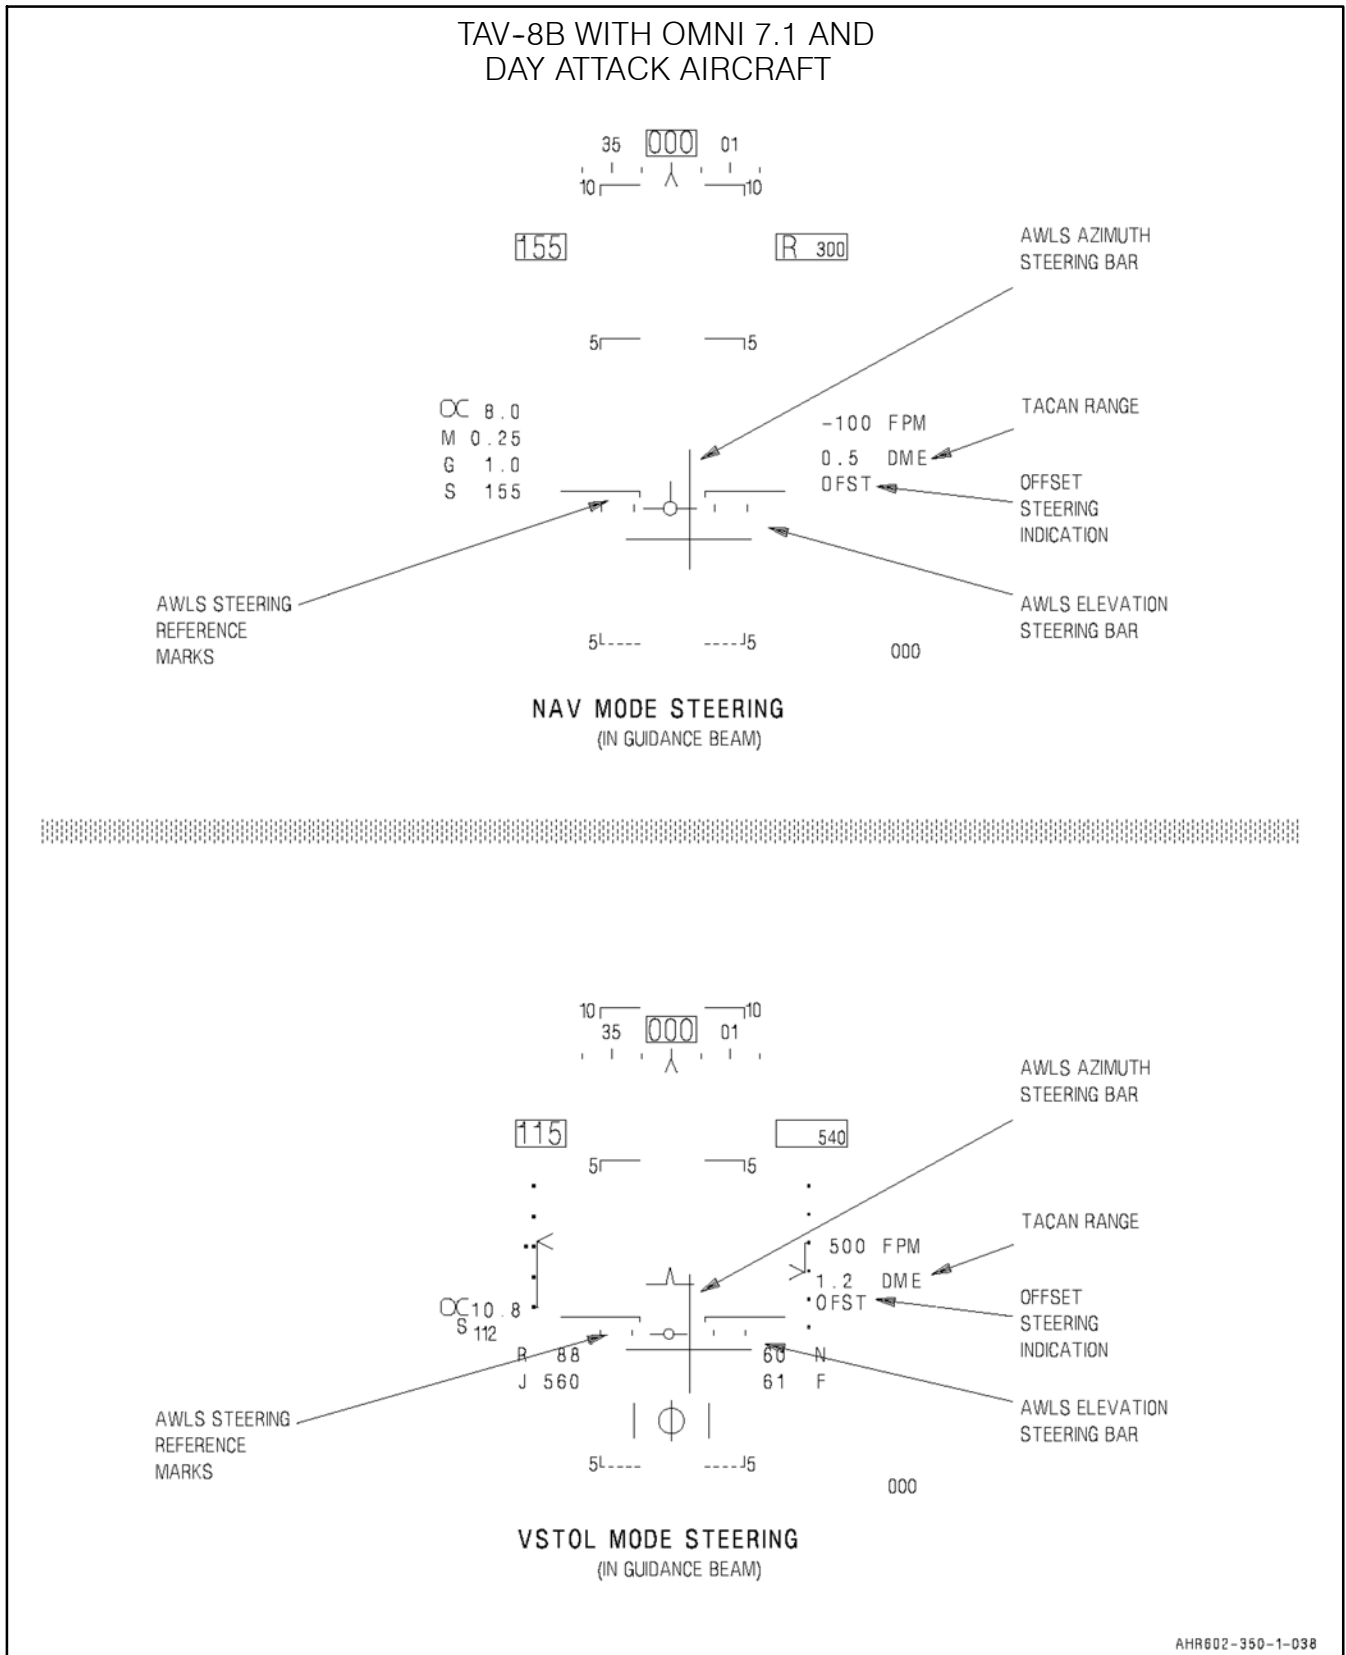 TAV-8B WITH OMNI 7.1 AND
DAY ATTACK AIRCRAFT
35 000 01
10 10
155 R 300
AWLS AZIMUTH
STEERING BAR
5 5
α 8.0
M 0.25
G 1.0
S 155
-100 FPM
0.5 DME
OFST
TACAN RANGE
OFFSET
STEERING
INDICATION
AWLS STEERING
REFERENCE
MARKS
AWLS ELEVATION
STEERING BAR
5 5
000
NAV MODE STEERING
(IN GUIDANCE BEAM)
10 10
35 000 01
AWLS AZIMUTH
STEERING BAR
115 540
5 5
TACAN RANGE
500 FPM
1.2 DME
OFST
α 10.8
S 112
OFFSET
STEERING
INDICATION
R 88 60 N
J 560 61 F
AWLS STEERING
REFERENCE
MARKS
AWLS ELEVATION
STEERING BAR
5 5
000
VSTOL MODE STEERING
(IN GUIDANCE BEAM)
AHR602-350-1-038